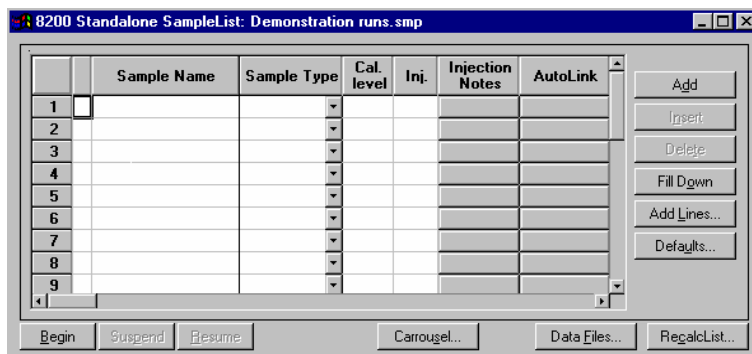 8200 Standalone SampleList: Demonstration runs.smp
Sample Name Sample Type Cal. level Inj. Injection Notes AutoLink
1
2
3
4
5
6
7
8
9
Add
Insert
Delete
Fill Down
Add Lines...
Defaults...
Begin Suspend Resume Carrousel... Data Files... RecalcList...